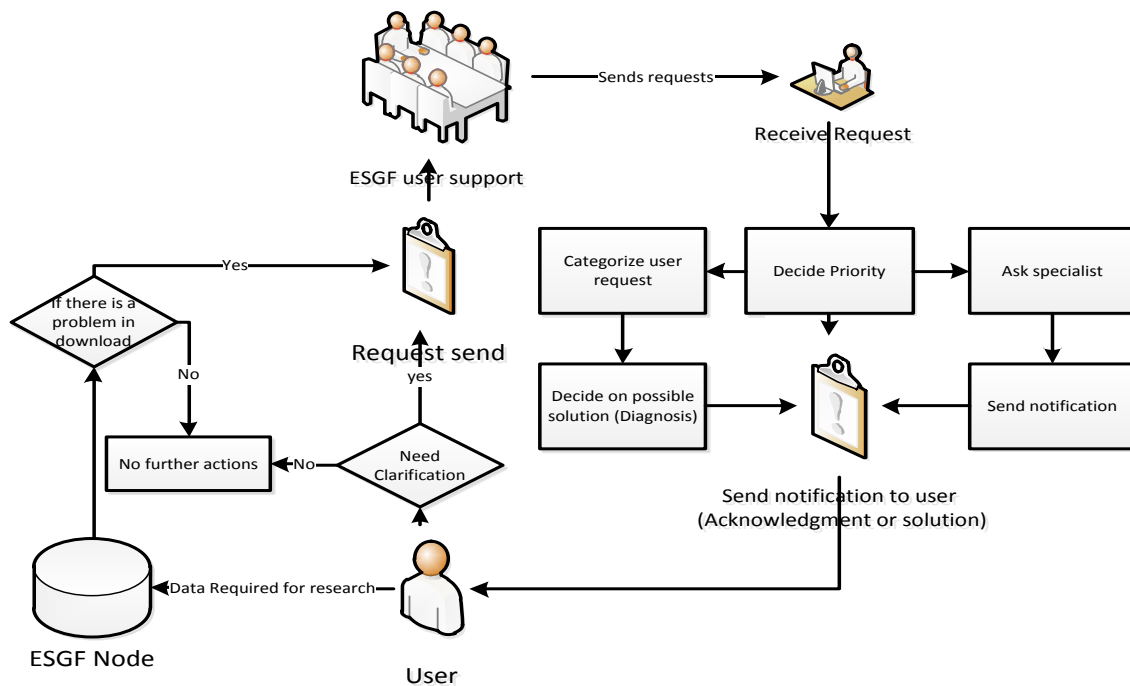 Sends requests
Receive Request
ESGF user support
Yes
Categorize user
request
Decide Priority
Ask specialist
If there is a
problem in
download
Request send
No
yes
Decide on possible
solution (Diagnosis)
Send notification
No further actions
No
Need
Clarification
Send notification to user
(Acknowledgment or solution)
Data Required for research
ESGF Node
User